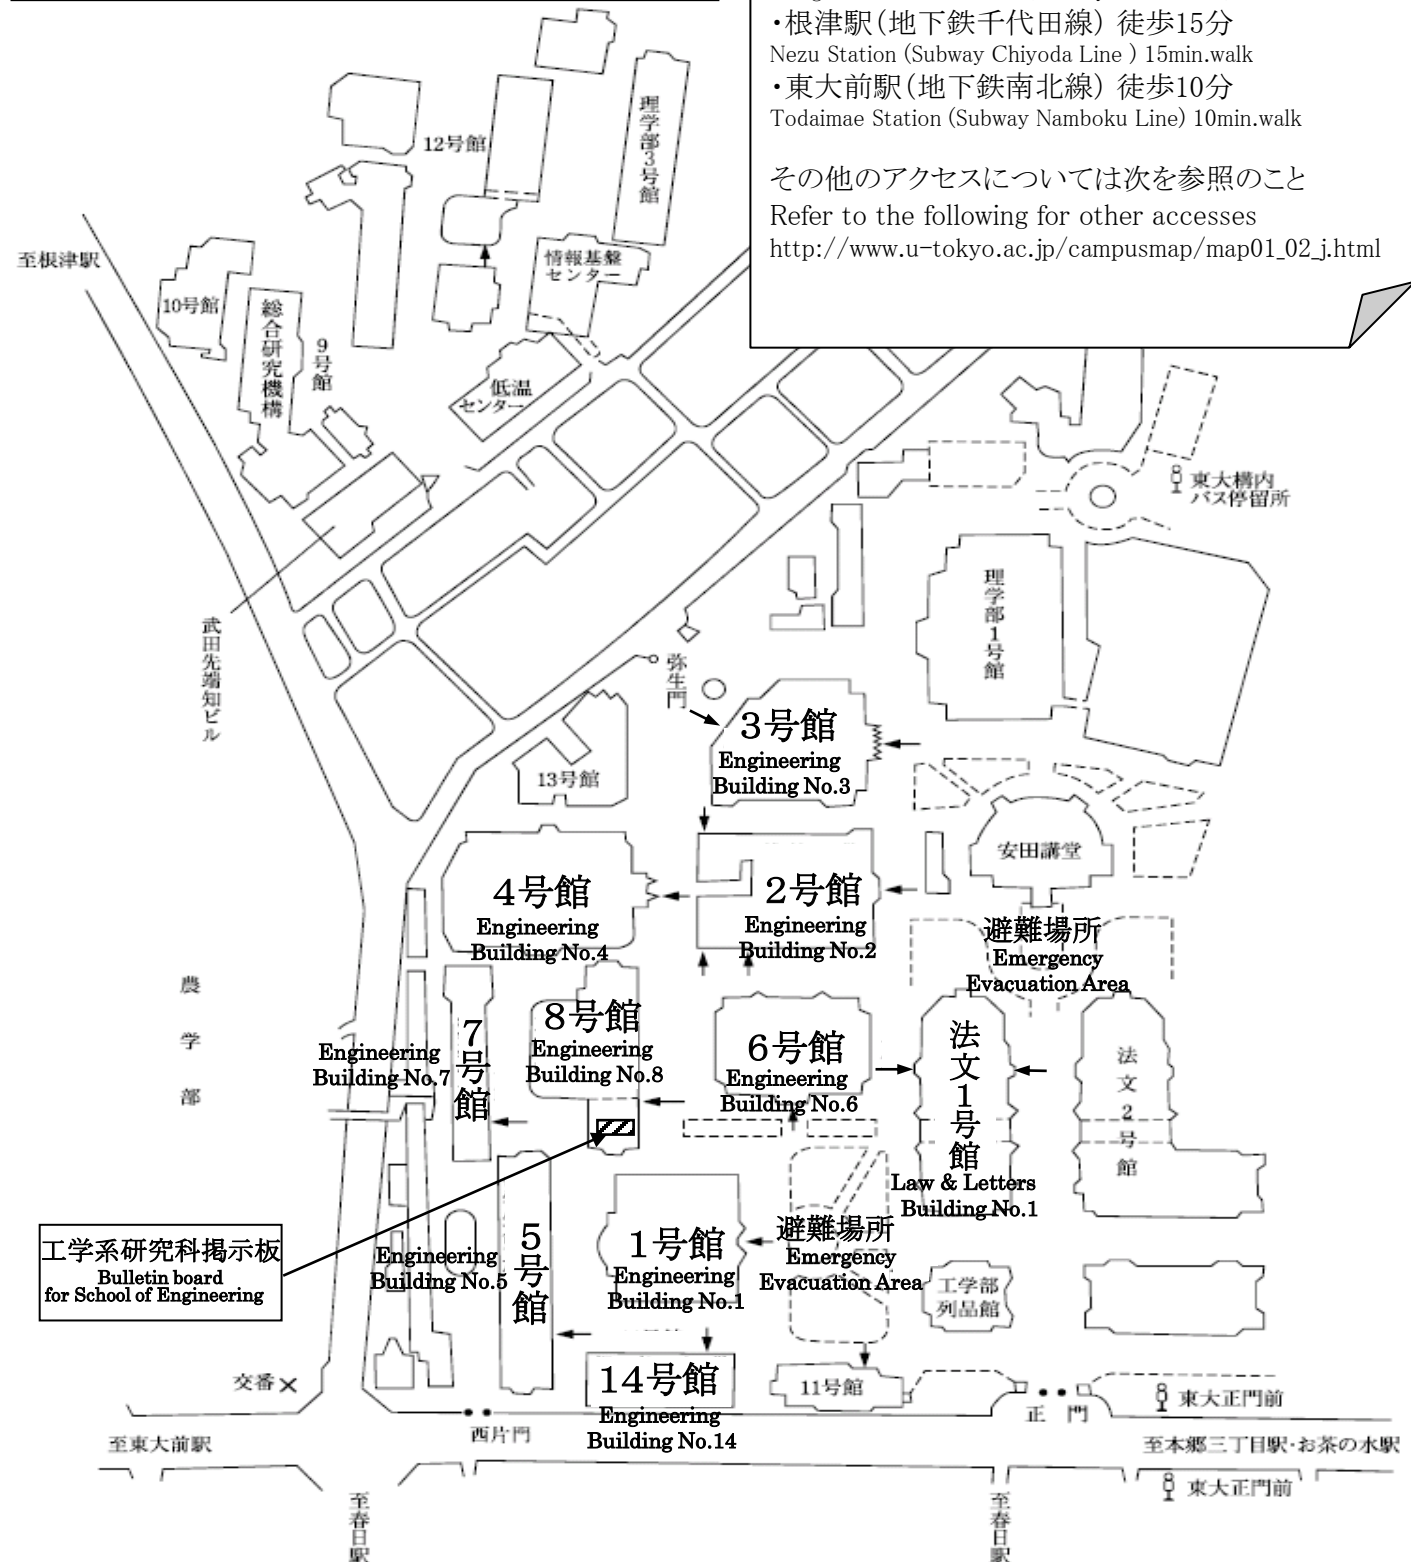 ・根津駅(地下鉄千代田線) 徒歩15分
Nezu Station (Subway Chiyoda Line ) 15min.walk
・東大前駅(地下鉄南北線) 徒歩10分
Todaimae Station (Subway Namboku Line) 10min.walk
その他のアクセスについては次を参照のこと
Refer to the following for other accesses
http://www.u-tokyo.ac.jp/campusmap/map01_02_j.html
理学部3号館
12号館
至根津駅
10号館
総合研究機構
9号館
情報基盤
センター
低温
センター
東大構内
バス停留所
理学部1号館
武田先端知ビル
弥生門
3号館
Engineering
Building No.3
13号館
安田講堂
4号館
Engineering
Building No.4
2号館
Engineering
Building No.2
避難場所
Emergency
Evacuation Area
農学部
7号館
Engineering
Building No.7
8号館
Engineering
Building No.8
6号館
Engineering
Building No.6
法文1号館
Law & Letters
Building No.1
法文2号館
工学系研究科掲示板
Bulletin board
for School of Engineering
5号館
Engineering
Building No.5
1号館
Engineering
Building No.1
避難場所
Emergency
Evacuation Area
工学部
列品館
交番
14号館
Engineering
Building No.14
11号館
正門
東大正門前
至東大前駅
西片門
至本郷三丁目駅・お茶の水駅
東大正門前
至春日駅
至春日駅